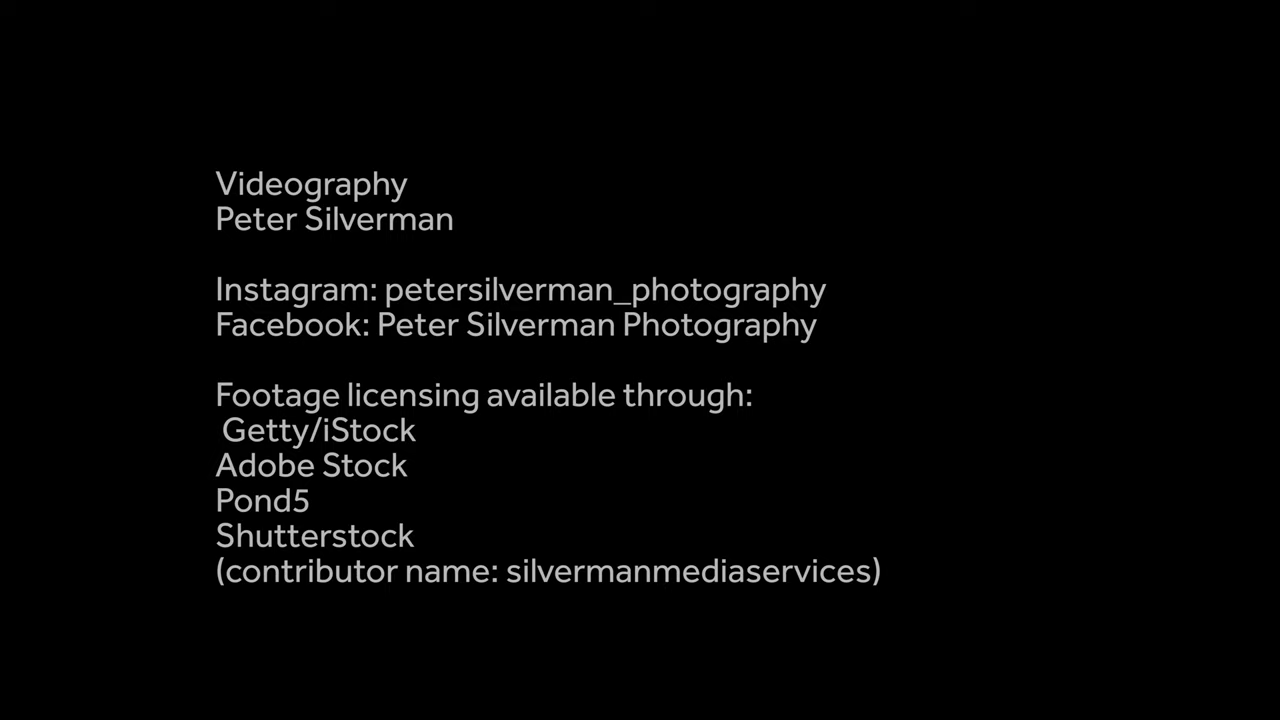 Videography
Peter Silverman
Instagram: petersilverman_photography
Facebook: Peter Silverman Photography
Footage licensing available through:
Getty/iStock
Adobe Stock
Pond5
Shutterstock
(contributor name: silvermanmediaservices)